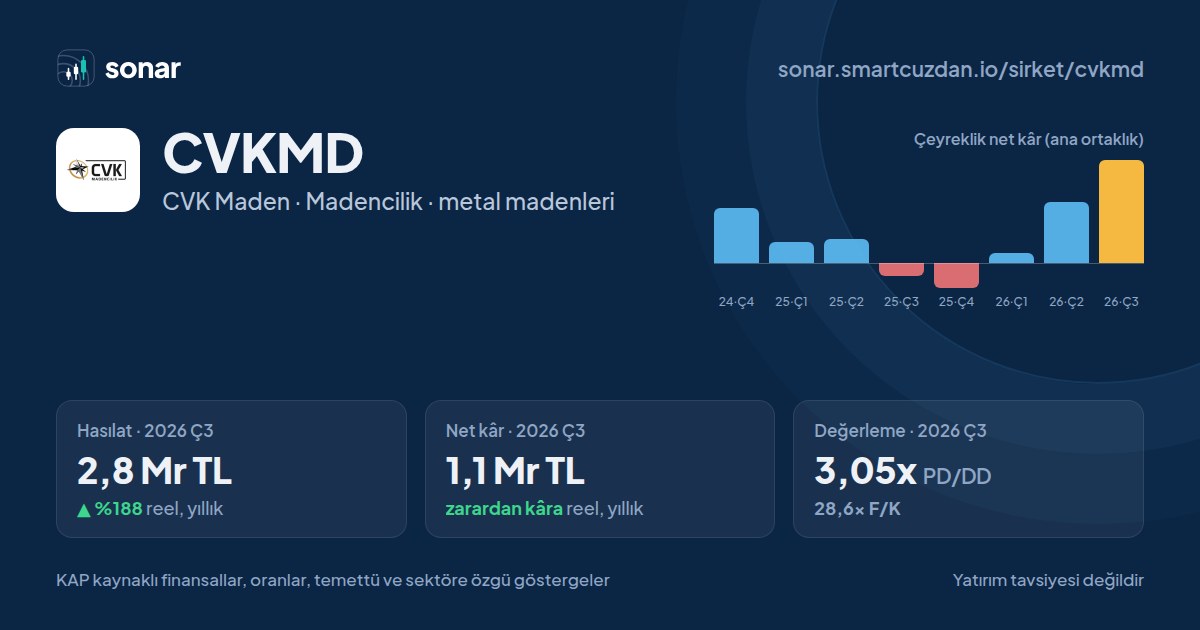 sonar
sonar.smartcuzdan.io/sirket/cvkmd
CVK
MADENCİLİK
CVKMD
CVK Maden · Madencilik · metal madenleri
Çeyreklik net kâr (ana ortaklık)
24·Ç4 25·Ç1 25·Ç2 25·Ç3 25·Ç4 26·Ç1 26·Ç2 26·Ç3
Hasılat · 2026 Ç3
2,8 Mr TL
▲ %188 reel, yıllık
Net kâr · 2026 Ç3
1,1 Mr TL
zarardan kâra reel, yıllık
Değerleme · 2026 Ç3
3,05x PD/DD
28,6× F/K
KAP kaynaklı finansallar, oranlar, temettü ve sektöre özgü göstergeler
Yatırım tavsiyesi değildir